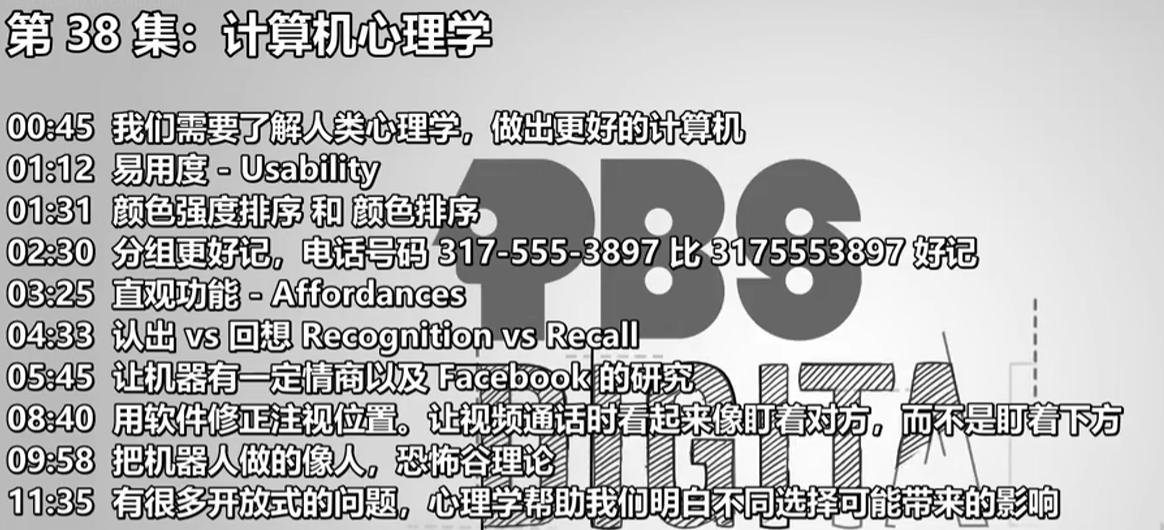 第 38 集：计算机心理学
00:45 我们需要了解人类心理学，做出更好的计算机
01:12 易用度 - Usability
01:31 颜色强度排序 和 颜色排序
02:30 分组更好记，电话号码 317-555-3897 比 3175553897 好记
03:25 直观功能 - Affordances
04:33 认出 vs 回想 Recognition vs Recall
05:45 让机器有一定情商以及 Facebook 的研究
08:40 用软件修正注视位置。让视频通话时看起来像盯着对方，而不是盯着下方
09:58 把机器人做的像人，恐怖谷理论
11:35 有很多开放式的问题，心理学帮助我们明白不同选择可能带来的影响
PBS
DIGITA